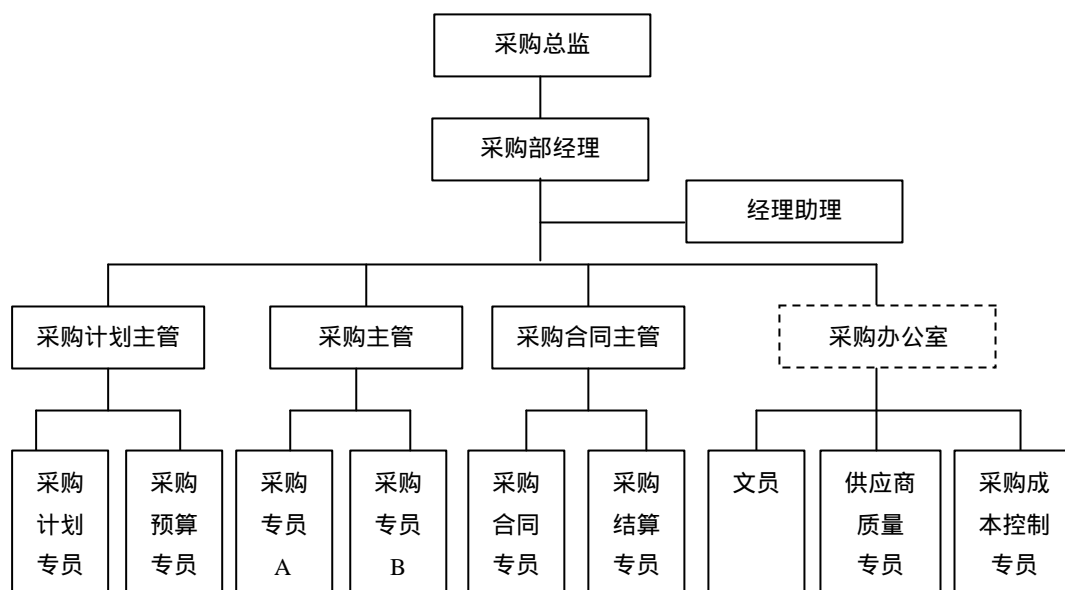 采购总监
采购部经理
经理助理
采购计划主管
采购主管
采购合同主管
采购办公室
采购
计划
专员
采购
预算
专员
采购
专员
A
采购
专员
B
采购
合同
专员
采购
结算
专员
文员
供应商
质量
专员
采购成
本控制
专员